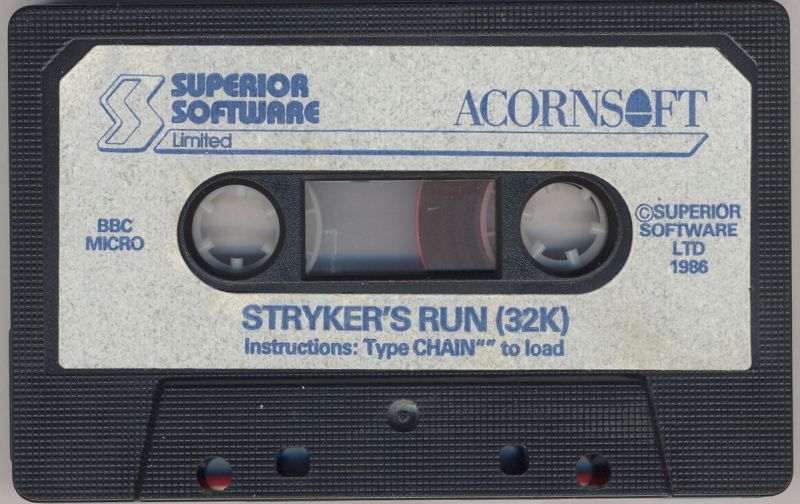 SUPERIOR
SOFTWARE
Limited
ACORNSOFT
BBC
MICRO
©SUPERIOR
SOFTWARE
LTD
1986
STRYKER'S RUN (32K)
Instructions: Type CHAIN“” to load